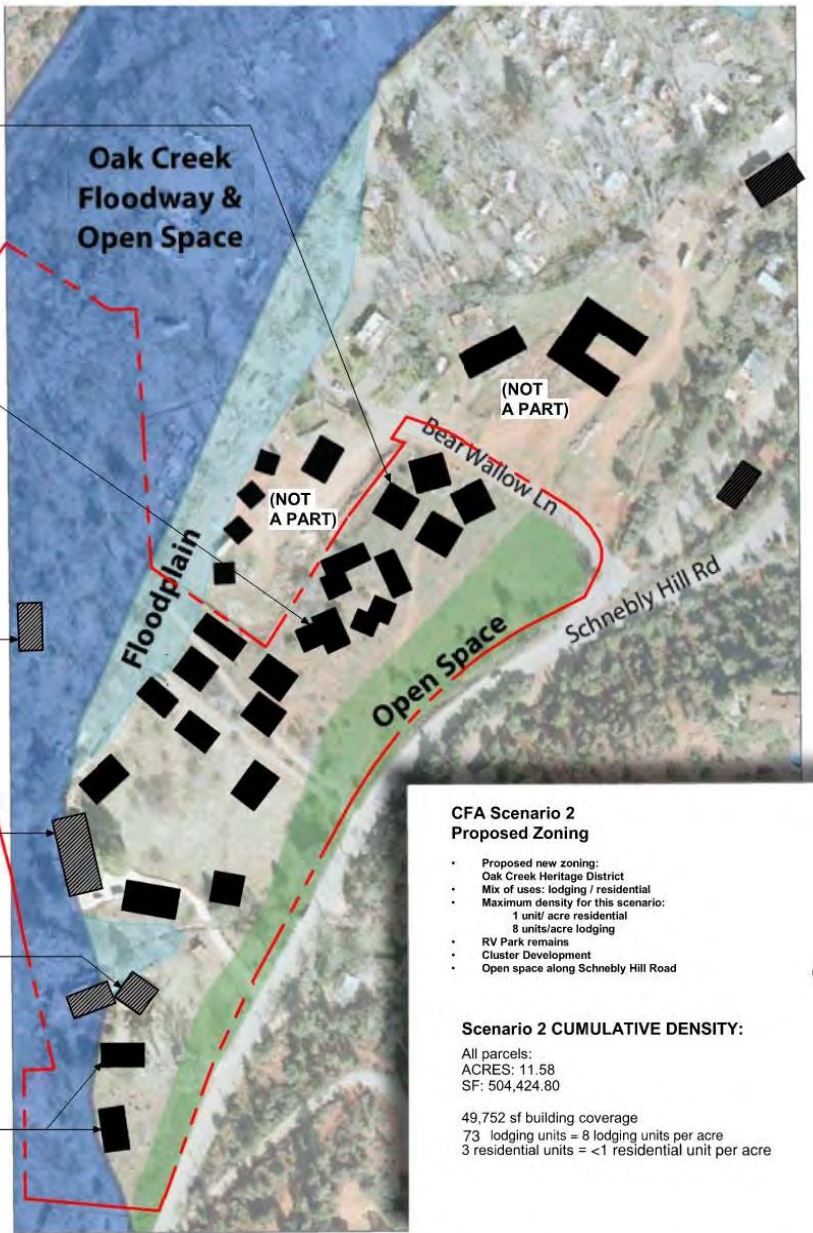 Oak Creek
Floodway &
Open Space
(NOT
A PART)
Bear Wallow Ln
(NOT
A PART)
Floodplain
Schnebly Hill Rd
Open Space
CFA Scenario 2
Proposed Zoning
• Proposed new zoning:
Oak Creek Heritage District
• Mix of uses: lodging / residential
• Maximum density for this scenario:
1 unit/ acre residential
8 units/acre lodging
• RV Park remains
• Cluster Development
• Open space along Schnebly Hill Road
Scenario 2 CUMULATIVE DENSITY:
All parcels:
ACRES: 11.58
SF: 504,424.80
49,752 sf building coverage
73 lodging units = 8 lodging units per acre
3 residential units = <1 residential unit per acre